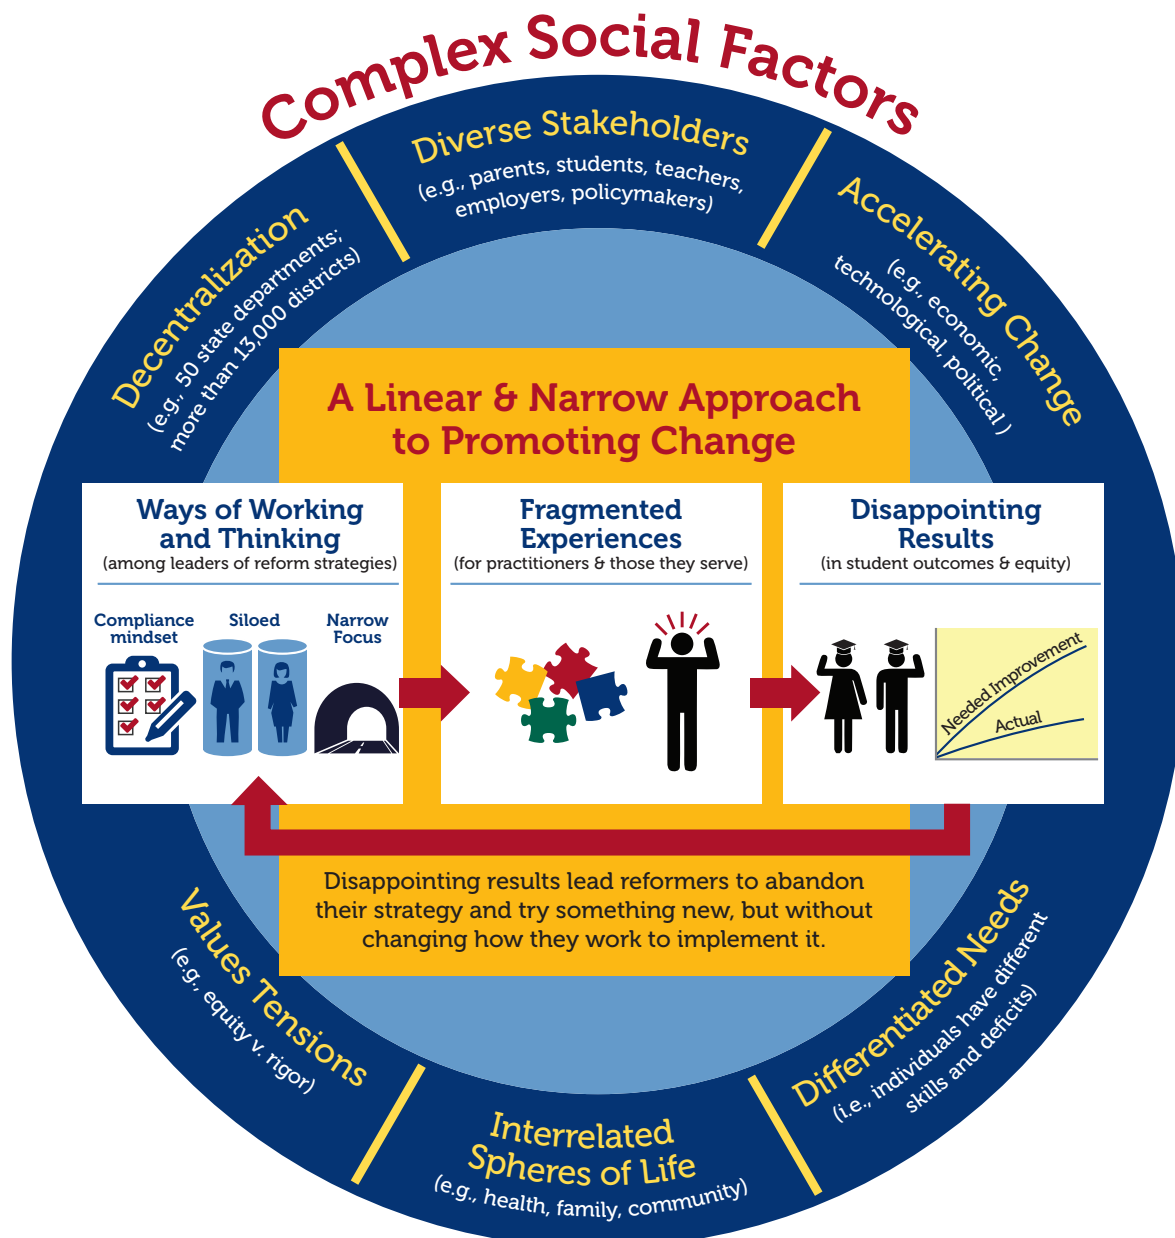 Complex Social Factors
Diverse Stakeholders
(e.g., parents, students, teachers,
employers, policymakers)
Accelerating Change
(e.g., economic,
technological, political )
Decentralization
(e.g., 50 state departments;
more than 13,000 districts)
A Linear & Narrow Approach
to Promoting Change
Ways of Working
and Thinking
(among leaders of reform strategies)
Compliance
mindset
Siloed
Narrow
Focus
Fragmented
Experiences
(for practitioners & those they serve)
Disappointing
Results
(in student outcomes & equity)
Needed Improvement
Actual
Disappointing results lead reformers to abandon
their strategy and try something new, but without
changing how they work to implement it.
Values Tensions
(e.g., equity v. rigor)
Interrelated
Spheres of Life
(e.g., health, family, community)
Differentiated Needs
(i.e., individuals have different
skills and deficits)